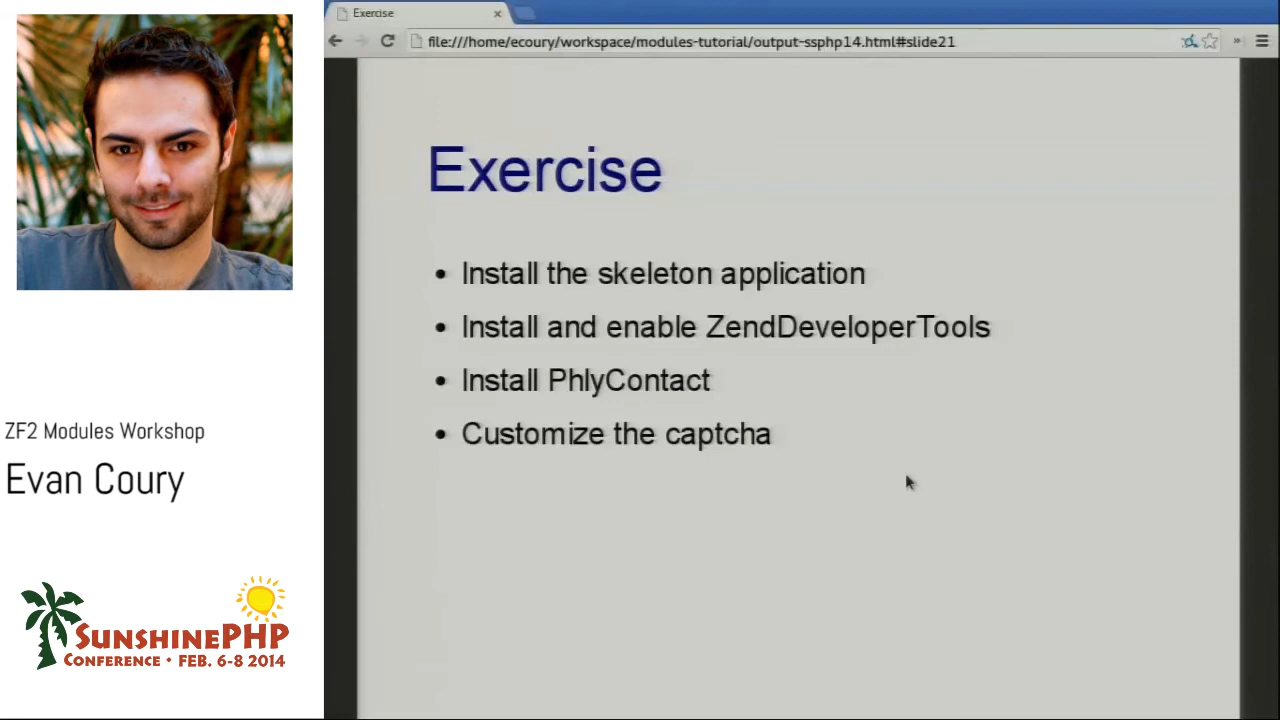 Exercise
file:///home/ecoury/workspace/modules-tutorial/output-ssphp14.html#slide21
Exercise
• Install the skeleton application
• Install and enable ZendDeveloperTools
• Install PhlyContact
• Customize the captcha
ZF2 Modules Workshop
Evan Coury
SUNSHINEPHP
CONFERENCE • FEB. 6-8 2014